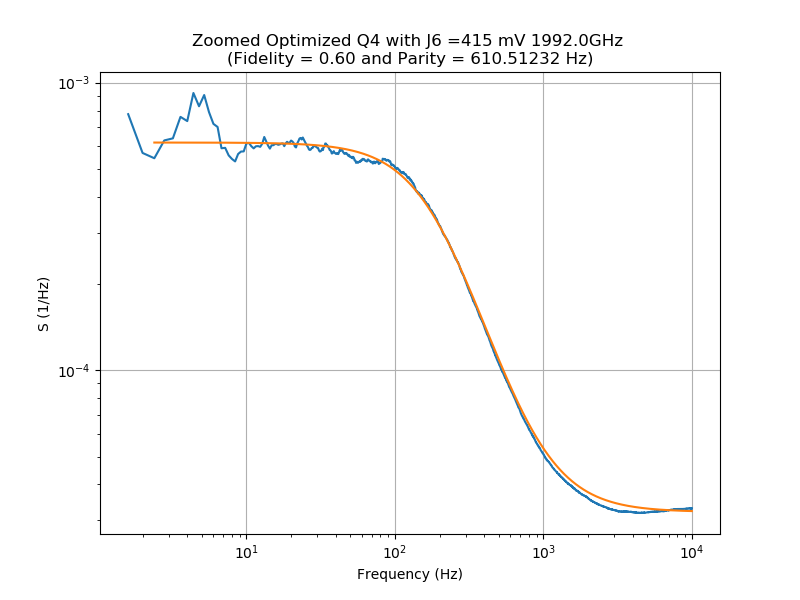 Zoomed Optimized Q4 with J6 =415 mV 1992.0GHz
(Fidelity = 0.60 and Parity = 610.51232 Hz)
10⁻³
S (1/Hz)
10⁻⁴
10¹ 10² 10³ 10⁴
Frequency (Hz)